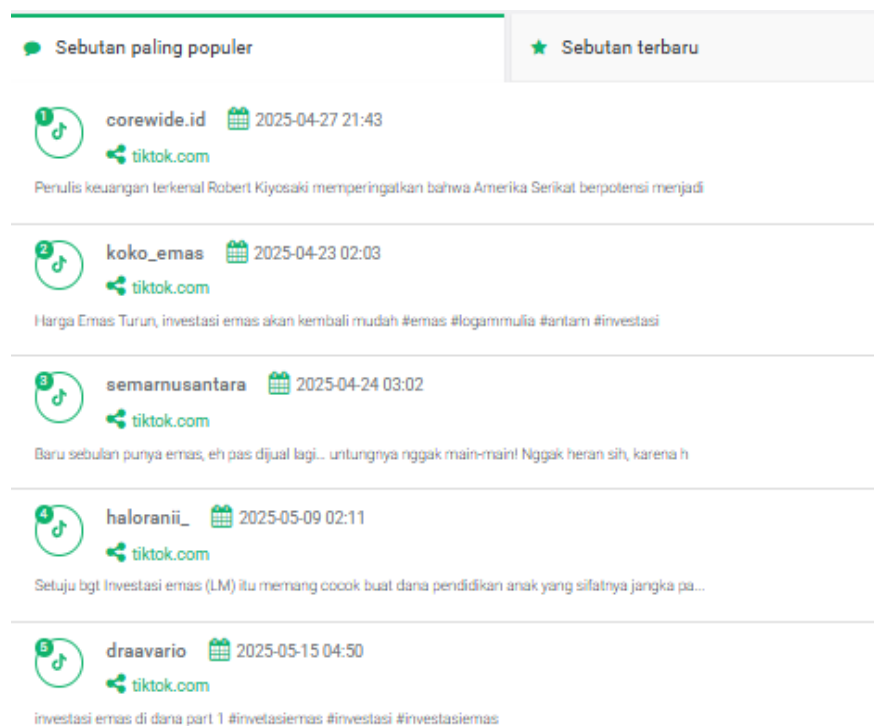 Sebutan paling populer
Sebutan terbaru
1
corewide.id 2025-04-27 21:43
tiktok.com
Penulis keuangan terkenal Robert Kiyosaki memperingatkan bahwa Amerika Serikat berpotensi menjadi
2
koko_emas 2025-04-23 02:03
tiktok.com
Harga Emas Turun, investasi emas akan kembali mudah #emas #logammulia #antam #investasi
3
semarnusantara 2025-04-24 03:02
tiktok.com
Baru sebulan punya emas, eh pas dijual lagi... untungnya nggak main-main! Nggak heran sih, karena h
4
haloranii_ 2025-05-09 02:11
tiktok.com
Setuju bgt Investasi emas (LM) itu memang cocok buat dana pendidikan anak yang sifatnya jangka pa...
5
draavario 2025-05-15 04:50
tiktok.com
investasi emas di dana part 1 #invetasiemas #investasi #investasiemas